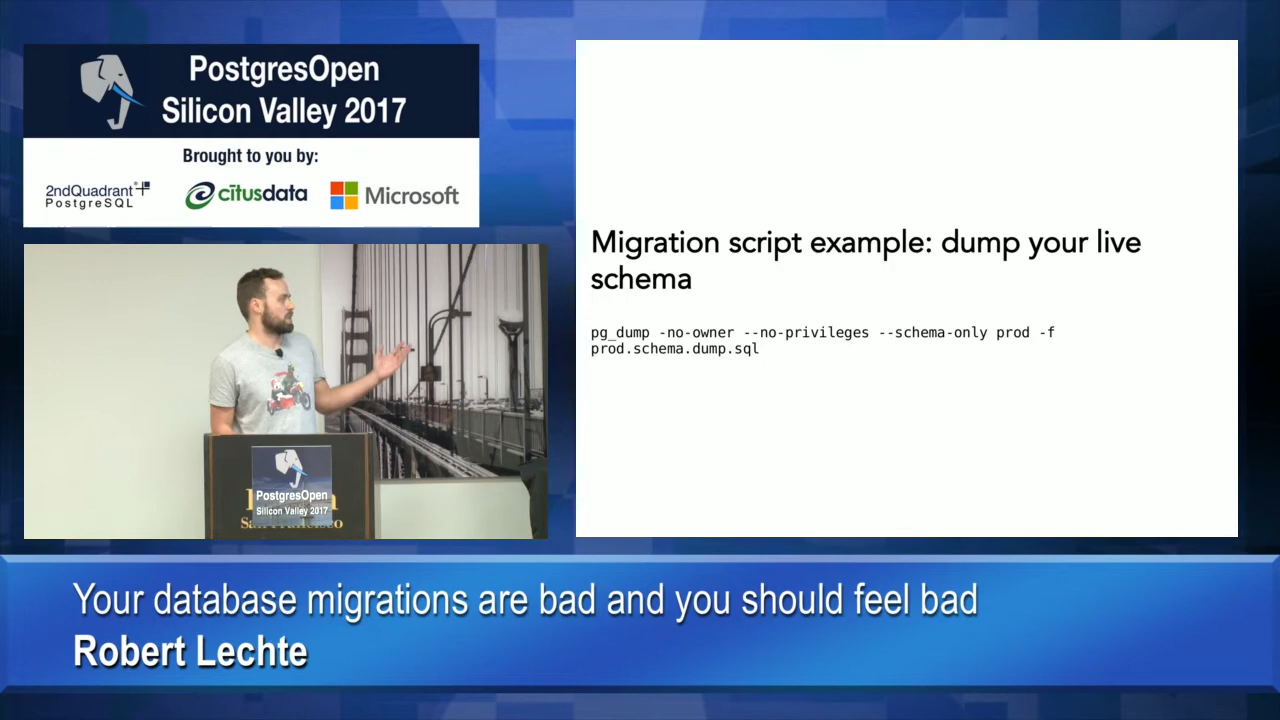 PostgresOpen
Silicon Valley 2017
Brought to you by:
2ndQuadrant
PostgreSQL
citusdata
Microsoft
Migration script example: dump your live
schema
pg_dump -no-owner --no-privileges --schema-only prod -f
prod.schema.dump.sql
PostgresOpen
Silicon Valley 2017
Your database migrations are bad and you should feel bad
Robert Lechte